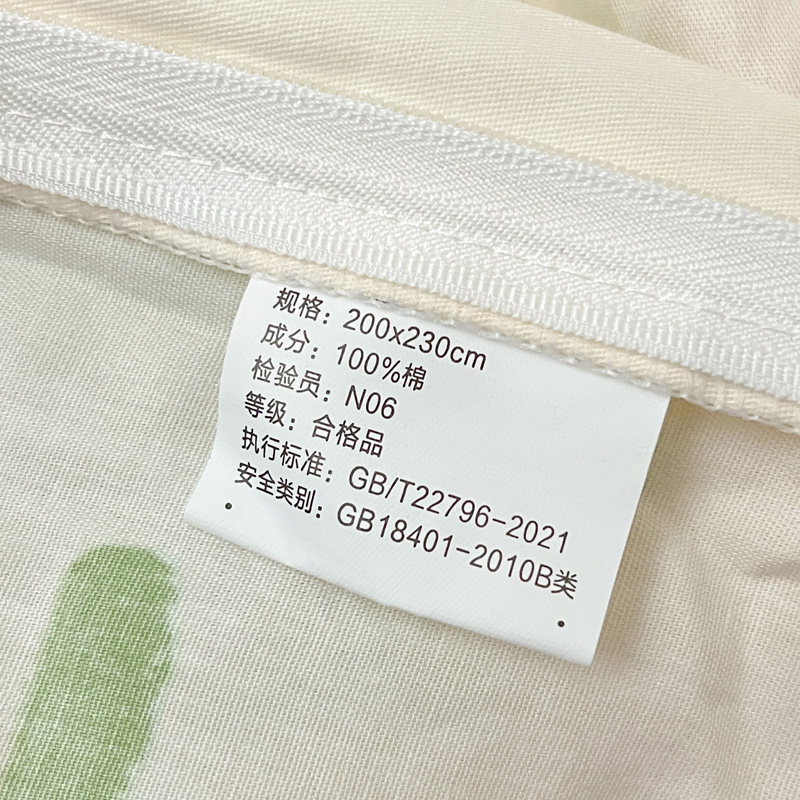 规格：200x230cm
成分：100%棉
检验员：N06
等级：合格品
执行标准：GB/T22796-2021
安全类别：GB18401-2010B类